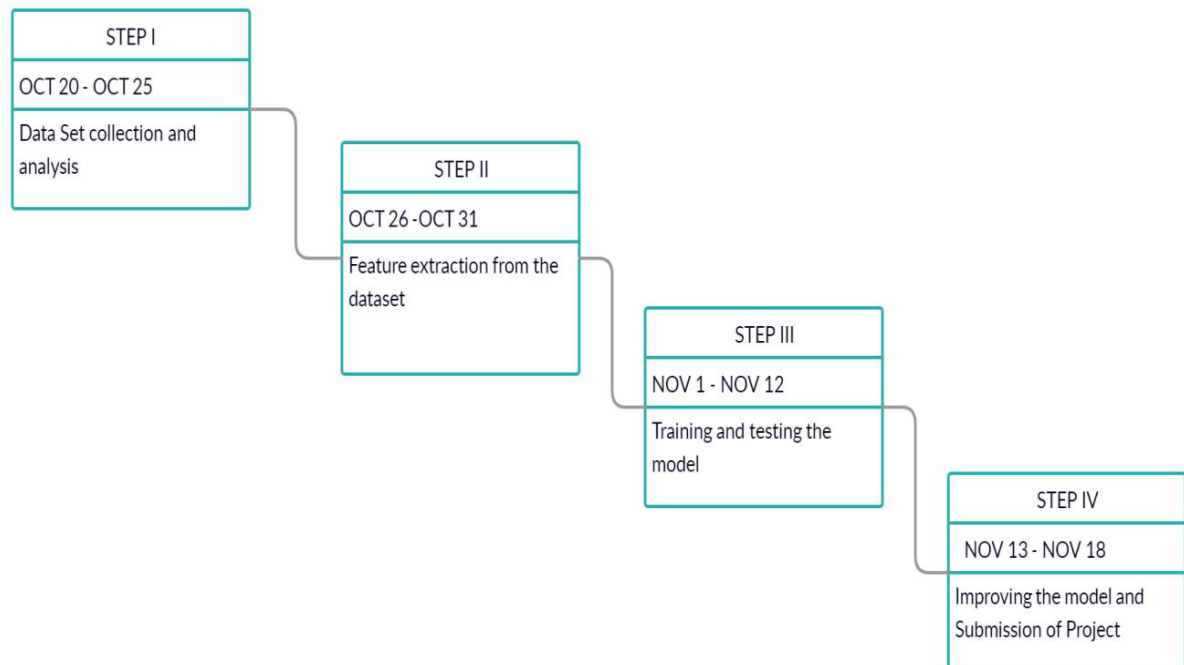 STEP I
OCT 20 - OCT 25
Data Set collection and
analysis
STEP II
OCT 26 -OCT 31
Feature extraction from the
dataset
STEP III
NOV 1 - NOV 12
Training and testing the
model
STEP IV
NOV 13 - NOV 18
Improving the model and
Submission of Project